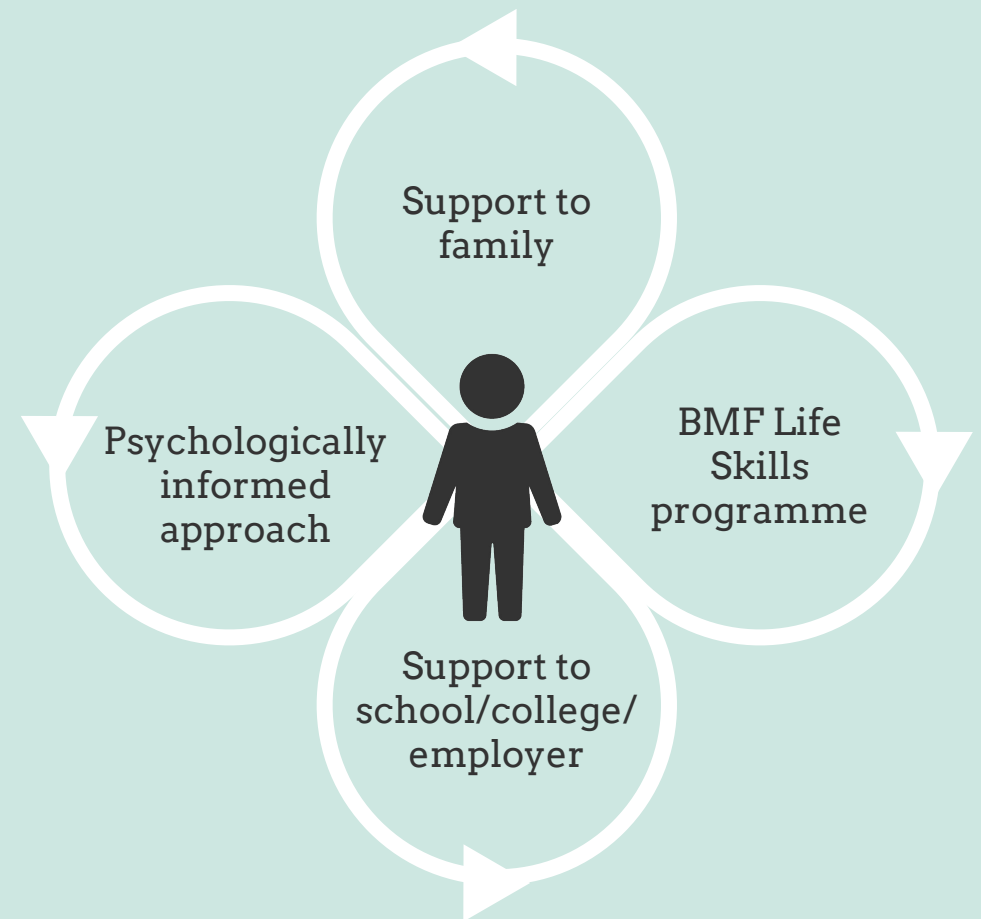 Support to
family
Psychologically
informed
approach
BMF Life
Skills
programme
Support to
school/college/
employer